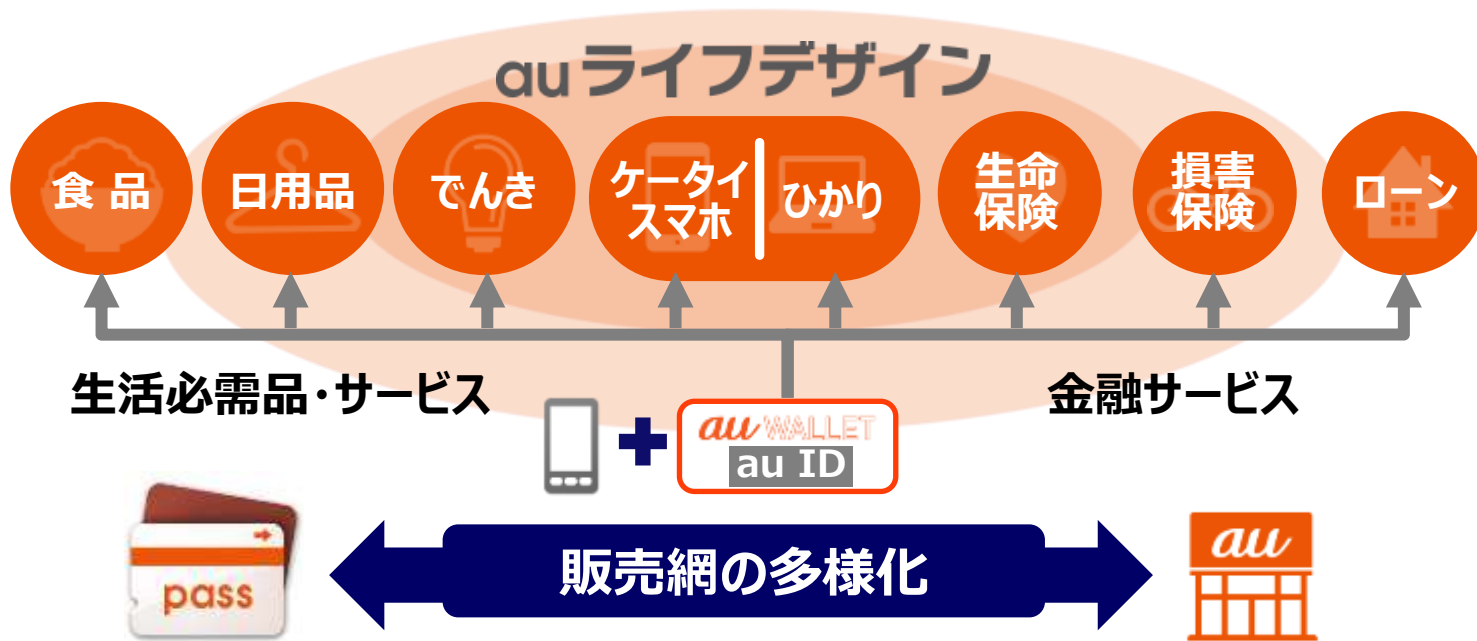 au ライフデザイン
食 品
日用品
でんき
ケータイ
スマホ
ひかり
生命
保険
損害
保険
ローン
生活必需品・サービス
金融サービス
au WALLET
au ID
pass
販売網の多様化
au